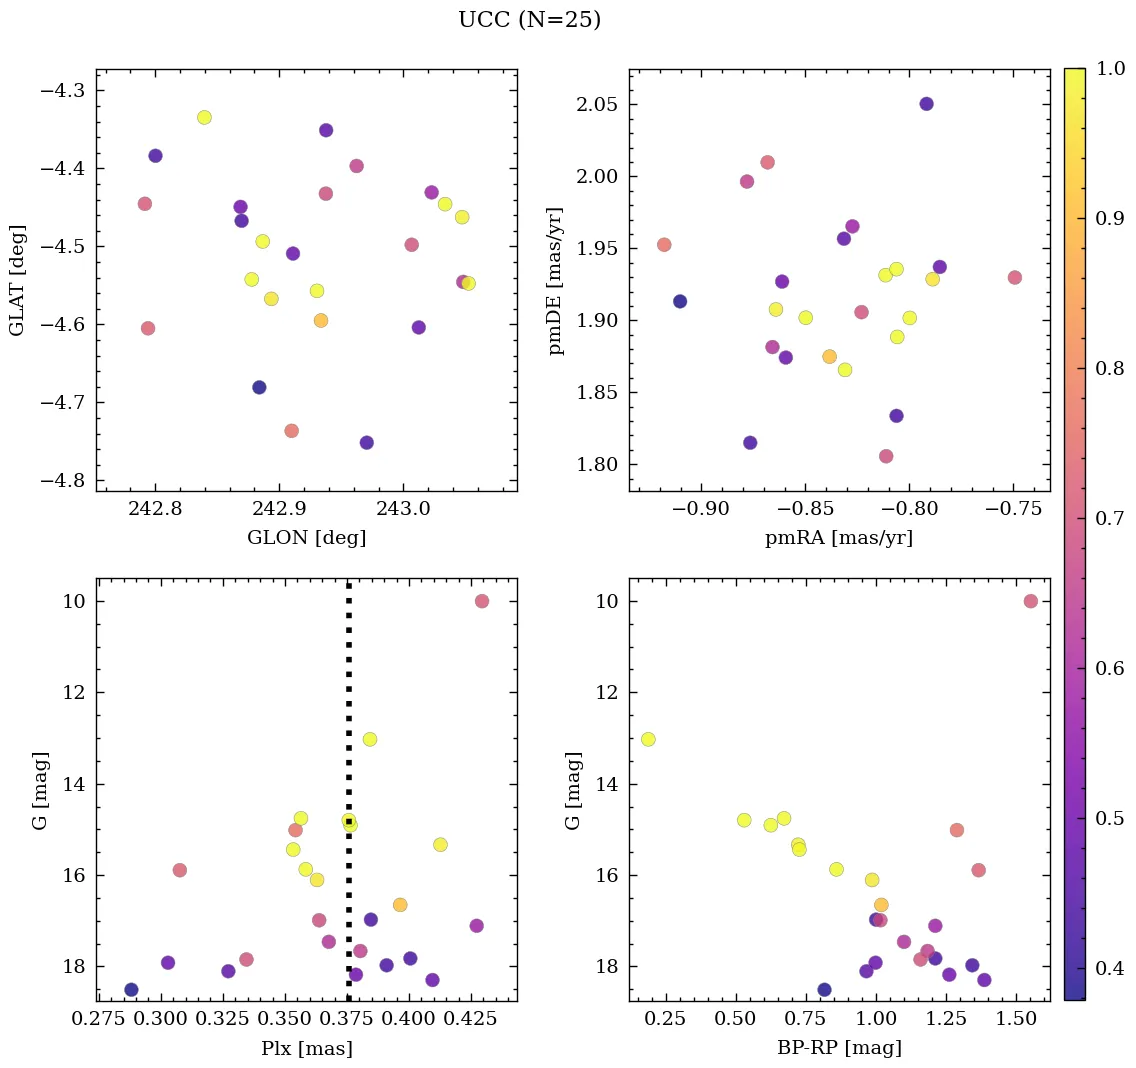 UCC (N=25)
−4.3
−4.4
−4.5
−4.6
−4.7
−4.8
GLAT [deg]
242.8 242.9 243.0
GLON [deg]
2.05
2.00
1.95
1.90
1.85
1.80
pmDE [mas/yr]
−0.90 −0.85 −0.80 −0.75
pmRA [mas/yr]
10
12
14
16
18
G [mag]
0.275 0.300 0.325 0.350 0.375 0.400 0.425
Plx [mas]
10
12
14
16
18
G [mag]
0.25 0.50 0.75 1.00 1.25 1.50
BP-RP [mag]
1.0
0.9
0.8
0.7
0.6
0.5
0.4